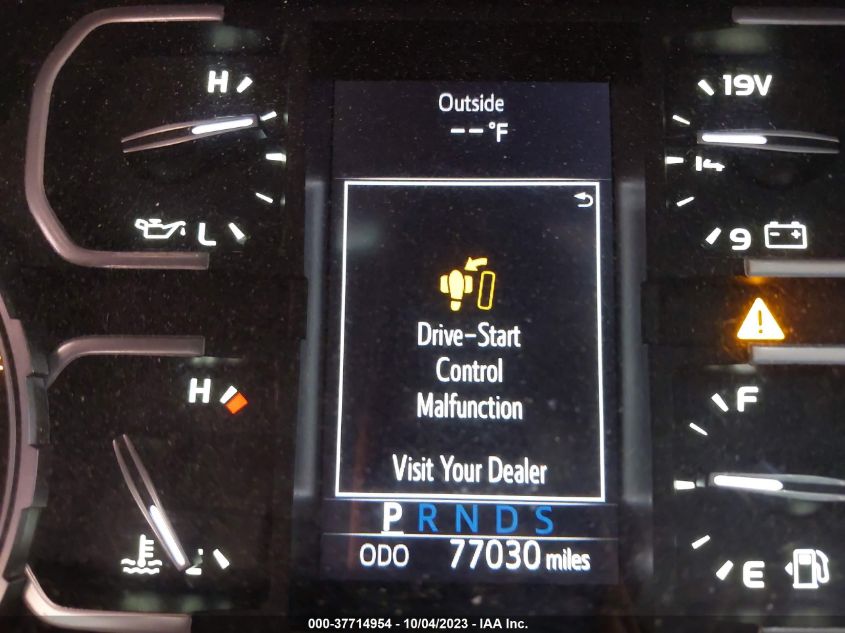 H
L
Outside
--°F
19V
14
9
Drive-Start
Control
Malfunction
Visit Your Dealer
H
F
E
P R N D S
ODO 77030 miles
000-37714954 - 10/04/2023 - IAA Inc.